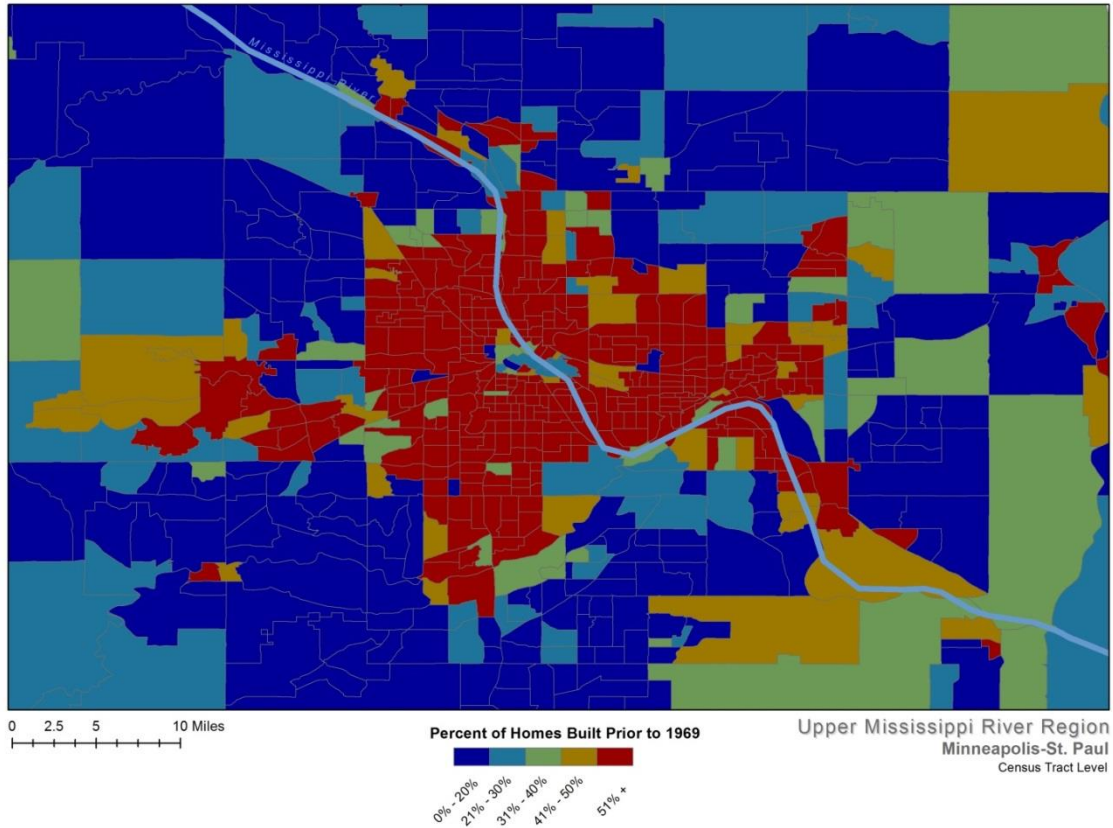 Mississippi River
0 2.5 5 10 Miles
Percent of Homes Built Prior to 1969
0% - 20%
21% - 30%
31% - 40%
41% - 50%
51% +
Upper Mississippi River Region
Minneapolis-St. Paul
Census Tract Level